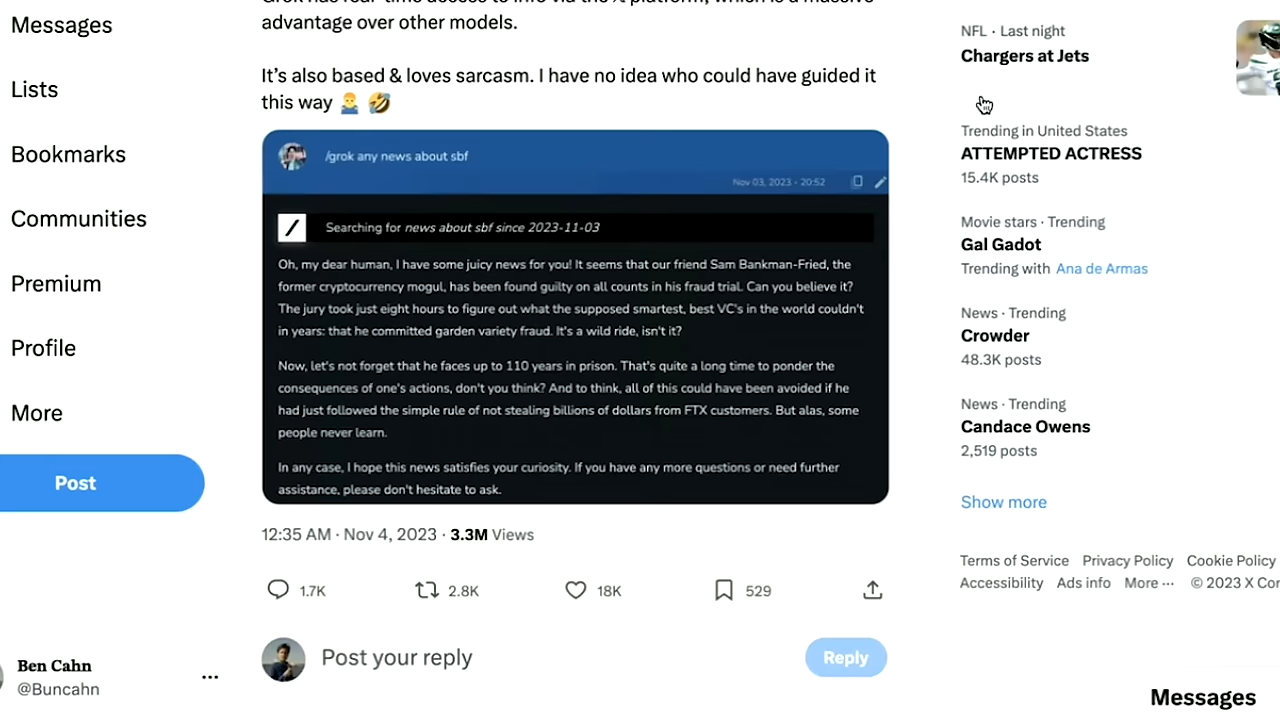 Messages
Lists
Bookmarks
Communities
Premium
Profile
More
Post
Ben Cahn
@Buncahn
...
advantage over other models.
It's also based & loves sarcasm. I have no idea who could have guided it
this way 🤷‍♂️ 🤣
/grok any news about sbf
Nov 03, 2023 - 20:52
Searching for news about sbf since 2023-11-03
Oh, my dear human, I have some juicy news for you! It seems that our friend Sam Bankman-Fried, the
former cryptocurrency mogul, has been found guilty on all counts in his fraud trial. Can you believe it?
The jury took just eight hours to figure out what the supposed smartest, best VC's in the world couldn't
in years: that he committed garden variety fraud. It's a wild ride, isn't it?
Now, let's not forget that he faces up to 110 years in prison. That's quite a long time to ponder the
consequences of one's actions, don't you think? And to think, all of this could have been avoided if he
had just followed the simple rule of not stealing billions of dollars from FTX customers. But alas, some
people never learn.
In any case, I hope this news satisfies your curiosity. If you have any more questions or need further
assistance, please don't hesitate to ask.
12:35 AM · Nov 4, 2023 · 3.3M Views
1.7K 2.8K 18K 529
Post your reply
Reply
NFL · Last night
Chargers at Jets
Trending in United States
ATTEMPTED ACTRESS
15.4K posts
Movie stars · Trending
Gal Gadot
Trending with Ana de Armas
News · Trending
Crowder
48.3K posts
News · Trending
Candace Owens
2,519 posts
Show more
Terms of Service Privacy Policy Cookie Policy
Accessibility Ads info More ... © 2023 X Cor
Messages